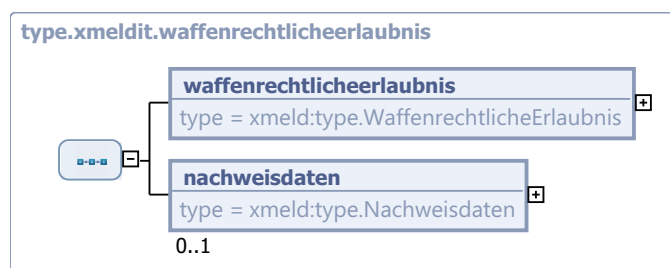 type.xmeldit.waffenrechtlicheerlaubnis
waffenrechtlicheerlaubnis
type = xmeld:type.WaffenrechtlicheErlaubnis
nachweisdaten
type = xmeld:type.Nachweisdaten
0..1